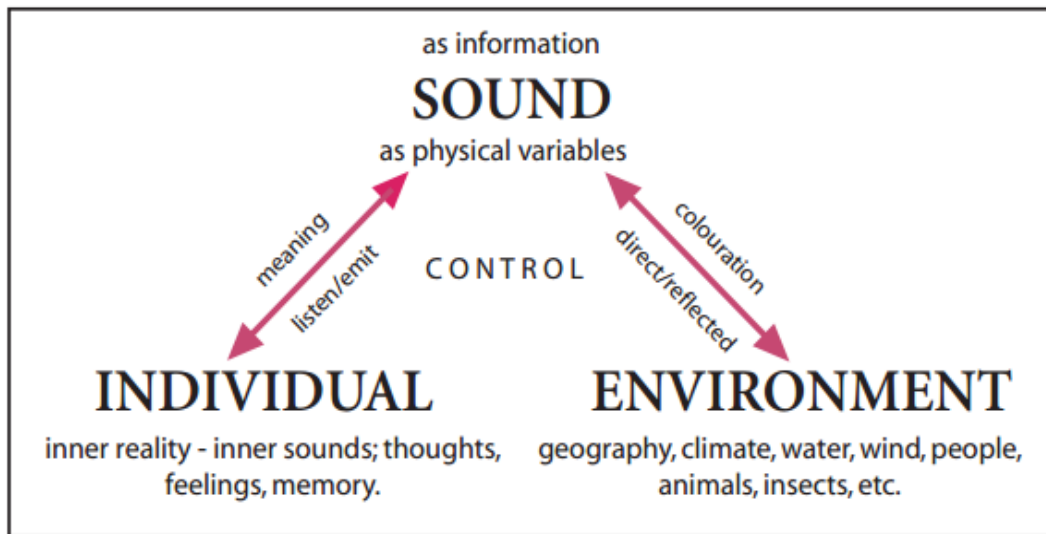 as information
SOUND
as physical variables
meaning
listen/emit
CONTROL
colouration
direct/reflected
INDIVIDUAL
inner reality - inner sounds; thoughts,
feelings, memory.
ENVIRONMENT
geography, climate, water, wind, people,
animals, insects, etc.